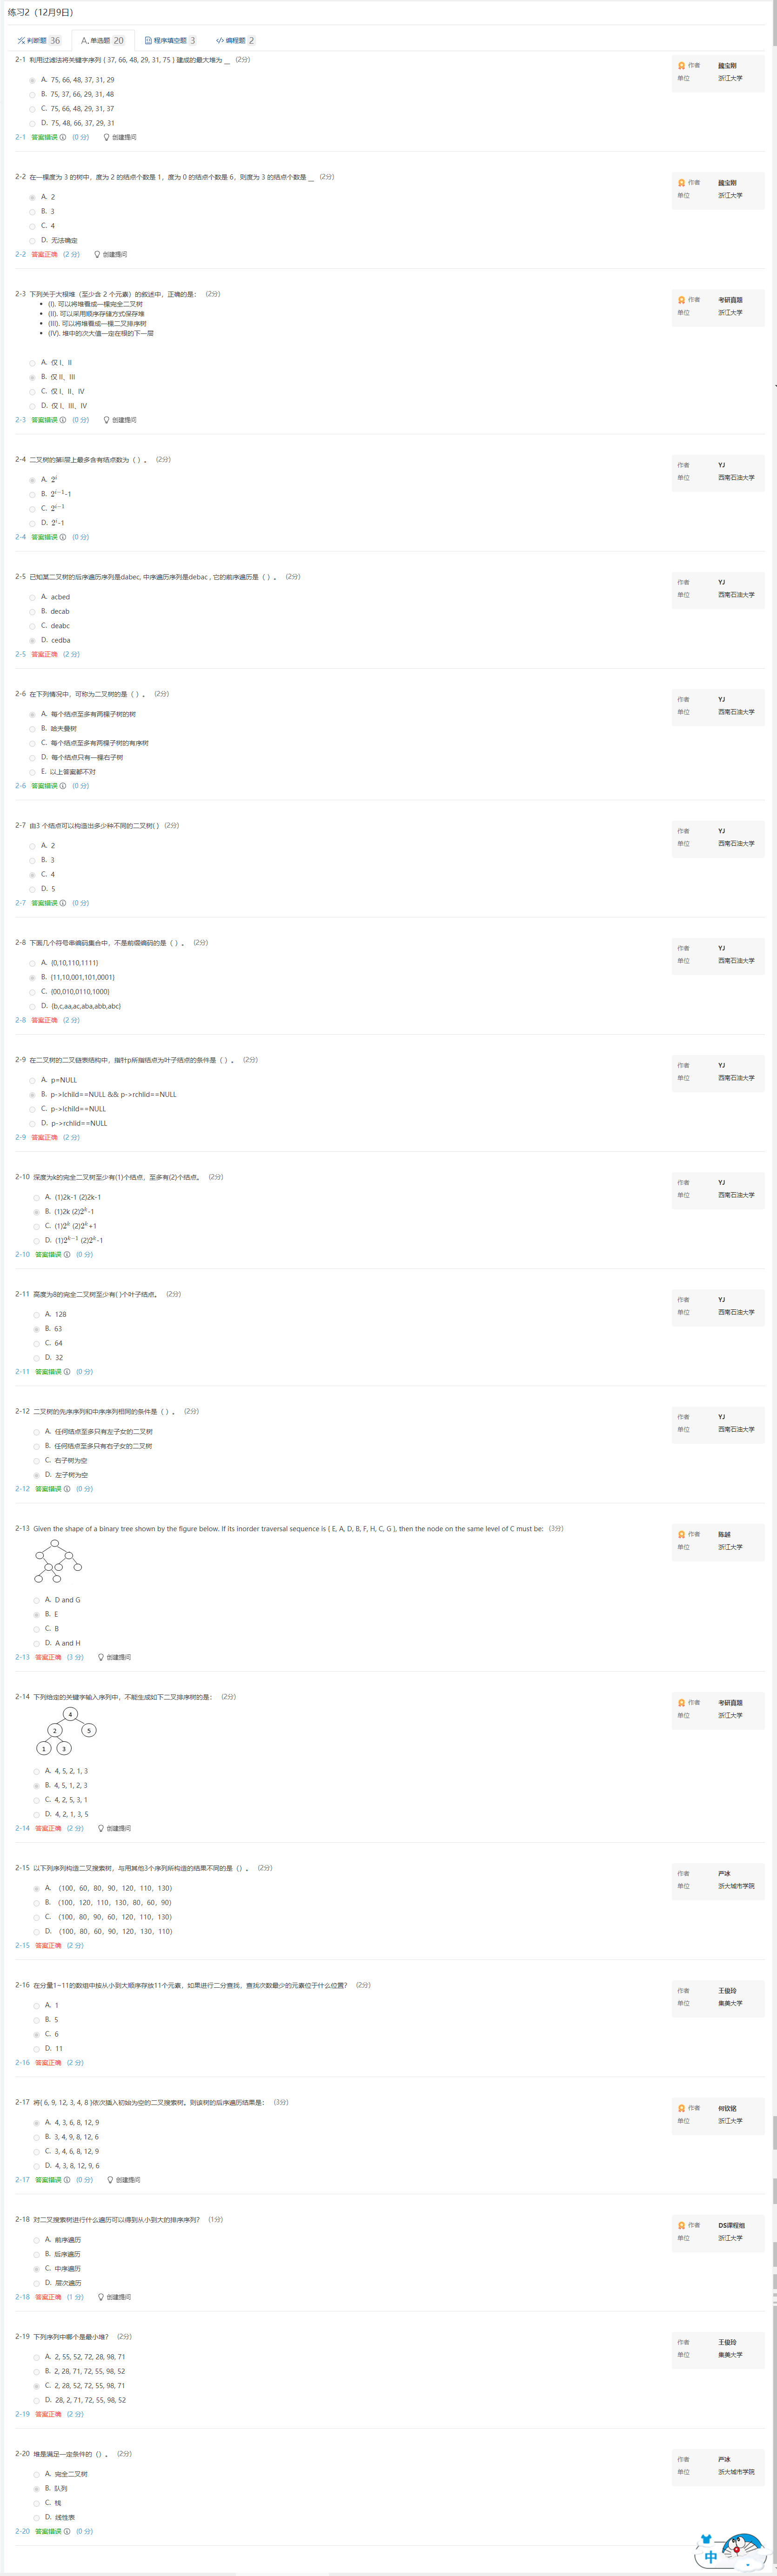 练习2（12月9日）
判断题 36 单选题 20 程序填空题 3 编程题 2
2-1 利用过滤法将关键字序列 { 37, 66, 48, 29, 31, 75 } 建成的最大堆为 __ (2分)
作者 魏宝刚
单位 浙江大学
A. 75, 66, 48, 37, 31, 29
B. 75, 37, 66, 29, 31, 48
C. 75, 66, 48, 29, 31, 37
D. 75, 48, 66, 37, 29, 31
2-1 答案错误 (0 分) 创建提问
2-2 在一棵度为 3 的树中，度为 2 的结点个数是 1，度为 0 的结点个数是 6，则度为 3 的结点个数是 __ (2分)
作者 魏宝刚
单位 浙江大学
A. 2
B. 3
C. 4
D. 无法确定
2-2 答案正确 (2 分) 创建提问
2-3 下列关于大根堆（至少含 2 个元素）的叙述中，正确的是： (2分)
作者 考研真题
单位 浙江大学
• (I). 可以将堆看成一棵完全二叉树
• (II). 可以采用顺序存储方式保存堆
• (III). 可以将堆看成一棵二叉排序树
• (IV). 堆中的次大值一定在根的下一层
A. 仅 I、II
B. 仅 II、III
C. 仅 I、II、IV
D. 仅 I、III、IV
2-3 答案错误 (0 分) 创建提问
2-4 二叉树的第i层上最多含有结点数为（ ）。 (2分)
作者 YJ
单位 西南石油大学
A. 2^i
B. 2^{i−1}-1
C. 2^{i−1}
D. 2^i-1
2-4 答案错误 (0 分)
2-5 已知某二叉树的后序遍历序列是dabec, 中序遍历序列是debac , 它的前序遍历是（ ）。 (2分)
作者 YJ
单位 西南石油大学
A. acbed
B. decab
C. deabc
D. cedba
2-5 答案正确 (2 分)
2-6 在下列情况中，可称为二叉树的是（ ）。 (2分)
作者 YJ
单位 西南石油大学
A. 每个结点至多有两棵子树的树
B. 哈夫曼树
C. 每个结点至多有两棵子树的有序树
D. 每个结点只有一棵右子树
E. 以上答案都不对
2-6 答案错误 (0 分)
2-7 由3 个结点可以构造出多少种不同的二叉树( ) (2分)
作者 YJ
单位 西南石油大学
A. 2
B. 3
C. 4
D. 5
2-7 答案错误 (0 分)
2-8 下面几个符号串编码集合中，不是前缀编码的是（ ）。 (2分)
作者 YJ
单位 西南石油大学
A. {0,10,110,1111}
B. {11,10,001,101,0001}
C. {00,010,0110,1000}
D. {b,c,aa,ac,aba,abb,abc}
2-8 答案正确 (2 分)
2-9 在二叉树的二叉链表结构中，指针p所指结点为叶子结点的条件是（ ）。 (2分)
作者 YJ
单位 西南石油大学
A. p=NULL
B. p->lchild==NULL && p->rchlid==NULL
C. p->lchild==NULL
D. p->rchlid==NULL
2-9 答案正确 (2 分)
2-10 深度为k的完全二叉树至少有(1)个结点，至多有(2)个结点。 (2分)
作者 YJ
单位 西南石油大学
A. (1)2k-1 (2)2k-1
B. (1)2k (2)2^k-1
C. (1)2^k (2)2^k+1
D. (1)2^{k−1} (2)2^k-1
2-10 答案错误 (0 分)
2-11 高度为8的完全二叉树至少有( )个叶子结点。 (2分)
作者 YJ
单位 西南石油大学
A. 128
B. 63
C. 64
D. 32
2-11 答案错误 (0 分)
2-12 二叉树的先序序列和中序序列相同的条件是（ ）。 (2分)
作者 YJ
单位 西南石油大学
A. 任何结点至多只有左子女的二叉树
B. 任何结点至多只有右子女的二叉树
C. 右子树为空
D. 左子树为空
2-12 答案错误 (0 分)
2-13 Given the shape of a binary tree shown by the figure below. If its inorder traversal sequence is { E, A, D, B, F, H, C, G }, then the node on the same level of C must be: (3分)
作者 陈越
单位 浙江大学
A. D and G
B. E
C. B
D. A and H
2-13 答案正确 (3 分) 创建提问
2-14 下列给定的关键字输入序列中，不能生成如下二叉排序树的是： (2分)
作者 考研真题
单位 浙江大学
4
2 5
1 3
A. 4, 5, 2, 1, 3
B. 4, 5, 1, 2, 3
C. 4, 2, 5, 3, 1
D. 4, 2, 1, 3, 5
2-14 答案正确 (2 分) 创建提问
2-15 以下列序列构造二叉搜索树，与用其他3个序列所构造的结果不同的是（）。 (2分)
作者 严冰
单位 浙大城市学院
A. （100，60，80，90，120，110，130）
B. （100，120，110，130，80，60，90）
C. （100，80，90，60，120，110，130）
D. （100，80，60，90，120，130，110）
2-15 答案正确 (2 分)
2-16 在分量1~11的数组中按从小到大顺序存放11个元素，如果进行二分查找，查找次数最少的元素位于什么位置？ (2分)
作者 王俊玲
单位 集美大学
A. 1
B. 5
C. 6
D. 11
2-16 答案正确 (2 分)
2-17 将{ 6, 9, 12, 3, 4, 8 }依次插入初始为空的二叉搜索树。则该树的后序遍历结果是： (3分)
作者 何钦铭
单位 浙江大学
A. 4, 3, 6, 8, 12, 9
B. 3, 4, 9, 8, 12, 6
C. 3, 4, 6, 8, 12, 9
D. 4, 3, 8, 12, 9, 6
2-17 答案错误 (0 分) 创建提问
2-18 对二叉搜索树进行什么遍历可以得到从小到大的排序序列？ (1分)
作者 DS课程组
单位 浙江大学
A. 前序遍历
B. 后序遍历
C. 中序遍历
D. 层次遍历
2-18 答案正确 (1 分) 创建提问
2-19 下列序列中哪个是最小堆？ (2分)
作者 王俊玲
单位 集美大学
A. 2, 55, 52, 72, 28, 98, 71
B. 2, 28, 71, 72, 55, 98, 52
C. 2, 28, 52, 72, 55, 98, 71
D. 28, 2, 71, 72, 55, 98, 52
2-19 答案正确 (2 分)
2-20 堆是满足一定条件的（）。 (2分)
作者 严冰
单位 浙大城市学院
A. 完全二叉树
B. 队列
C. 栈
D. 线性表
2-20 答案错误 (0 分)
中